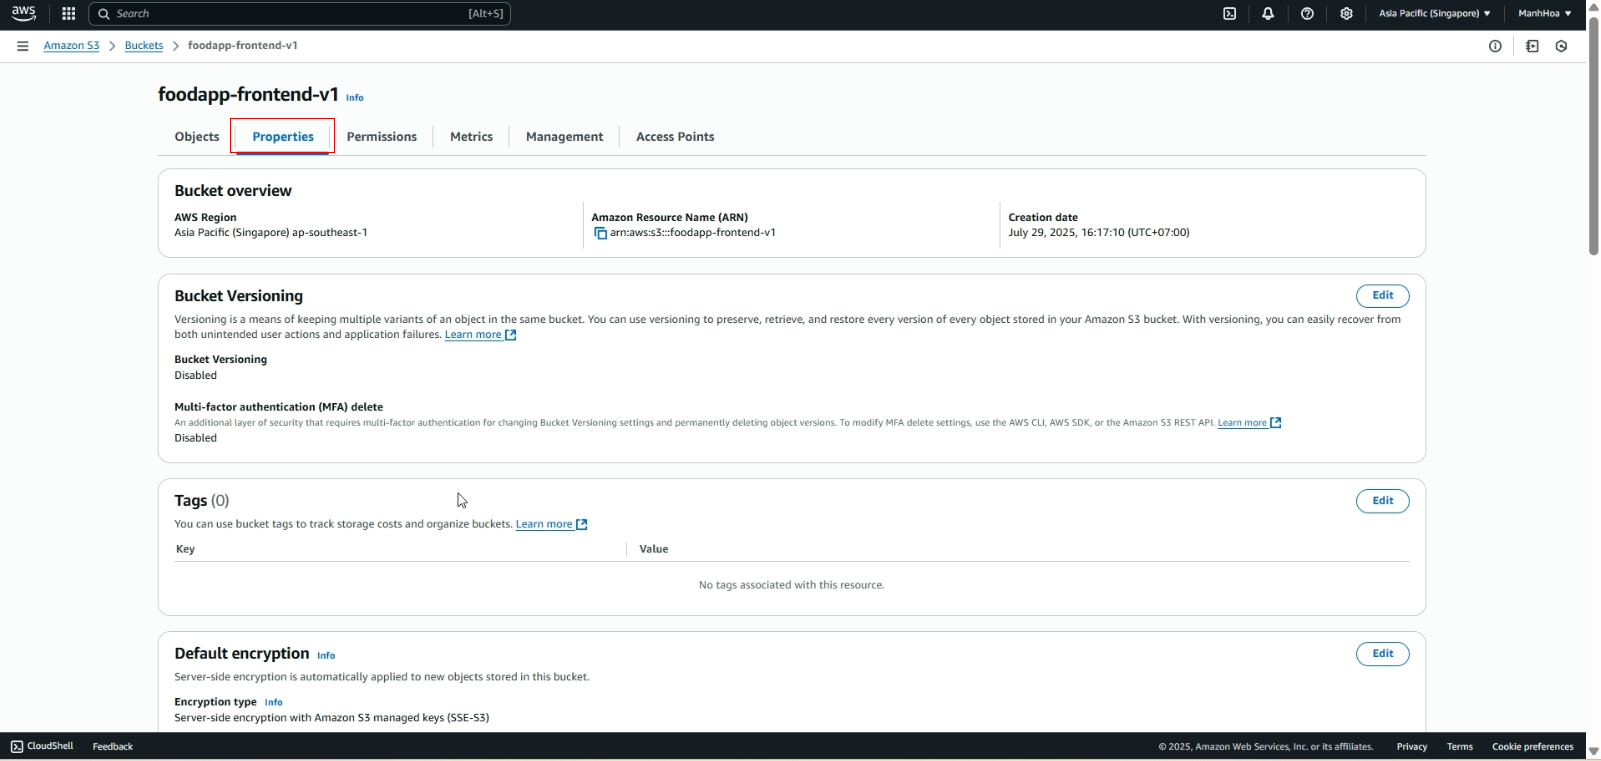 aws
Search [Alt+S]
Asia Pacific (Singapore)
ManhHoa
Amazon S3 Buckets foodapp-frontend-v1
foodapp-frontend-v1 Info
Objects Properties Permissions Metrics Management Access Points
Bucket overview
AWS Region
Asia Pacific (Singapore) ap-southeast-1
Amazon Resource Name (ARN)
arn:aws:s3:::foodapp-frontend-v1
Creation date
July 29, 2025, 16:17:10 (UTC+07:00)
Bucket Versioning
Edit
Versioning is a means of keeping multiple variants of an object in the same bucket. You can use versioning to preserve, retrieve, and restore every version of every object stored in your Amazon S3 bucket. With versioning, you can easily recover from
both unintended user actions and application failures. Learn more
Bucket Versioning
Disabled
Multi-factor authentication (MFA) delete
An additional layer of security that requires multi-factor authentication for changing Bucket Versioning settings and permanently deleting object versions. To modify MFA delete settings, use the AWS CLI, AWS SDK, or the Amazon S3 REST API. Learn more
Disabled
Tags (0)
Edit
You can use bucket tags to track storage costs and organize buckets. Learn more
Key Value
No tags associated with this resource.
Default encryption Info
Edit
Server-side encryption is automatically applied to new objects stored in this bucket.
Encryption type Info
Server-side encryption with Amazon S3 managed keys (SSE-S3)
CloudShell Feedback
© 2025, Amazon Web Services, Inc. or its affiliates. Privacy Terms Cookie preferences